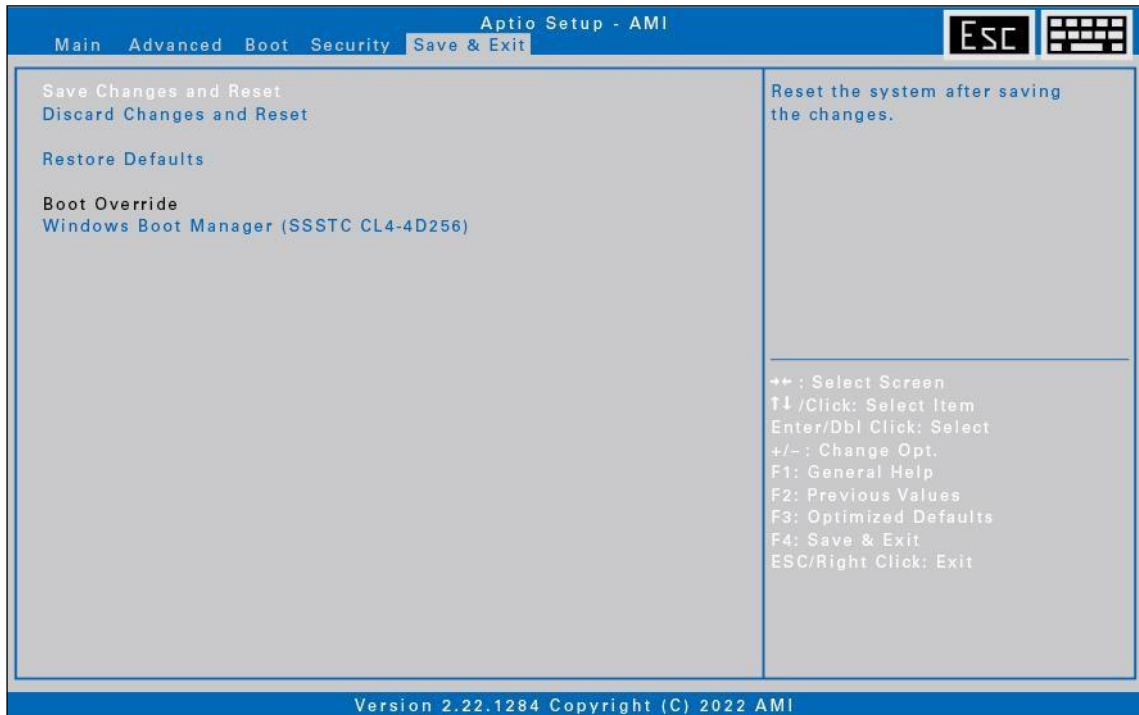 Aptio Setup - AMI
Main Advanced Boot Security Save & Exit
Esc
Save Changes and Reset
Discard Changes and Reset
Restore Defaults
Boot Override
Windows Boot Manager (SSSTC CL4-4D256)
Reset the system after saving
the changes.
→←: Select Screen
↑↓/Click: Select Item
Enter/Dbl Click: Select
+/-: Change Opt.
F1: General Help
F2: Previous Values
F3: Optimized Defaults
F4: Save & Exit
ESC/Right Click: Exit
Version 2.22.1284 Copyright (C) 2022 AMI